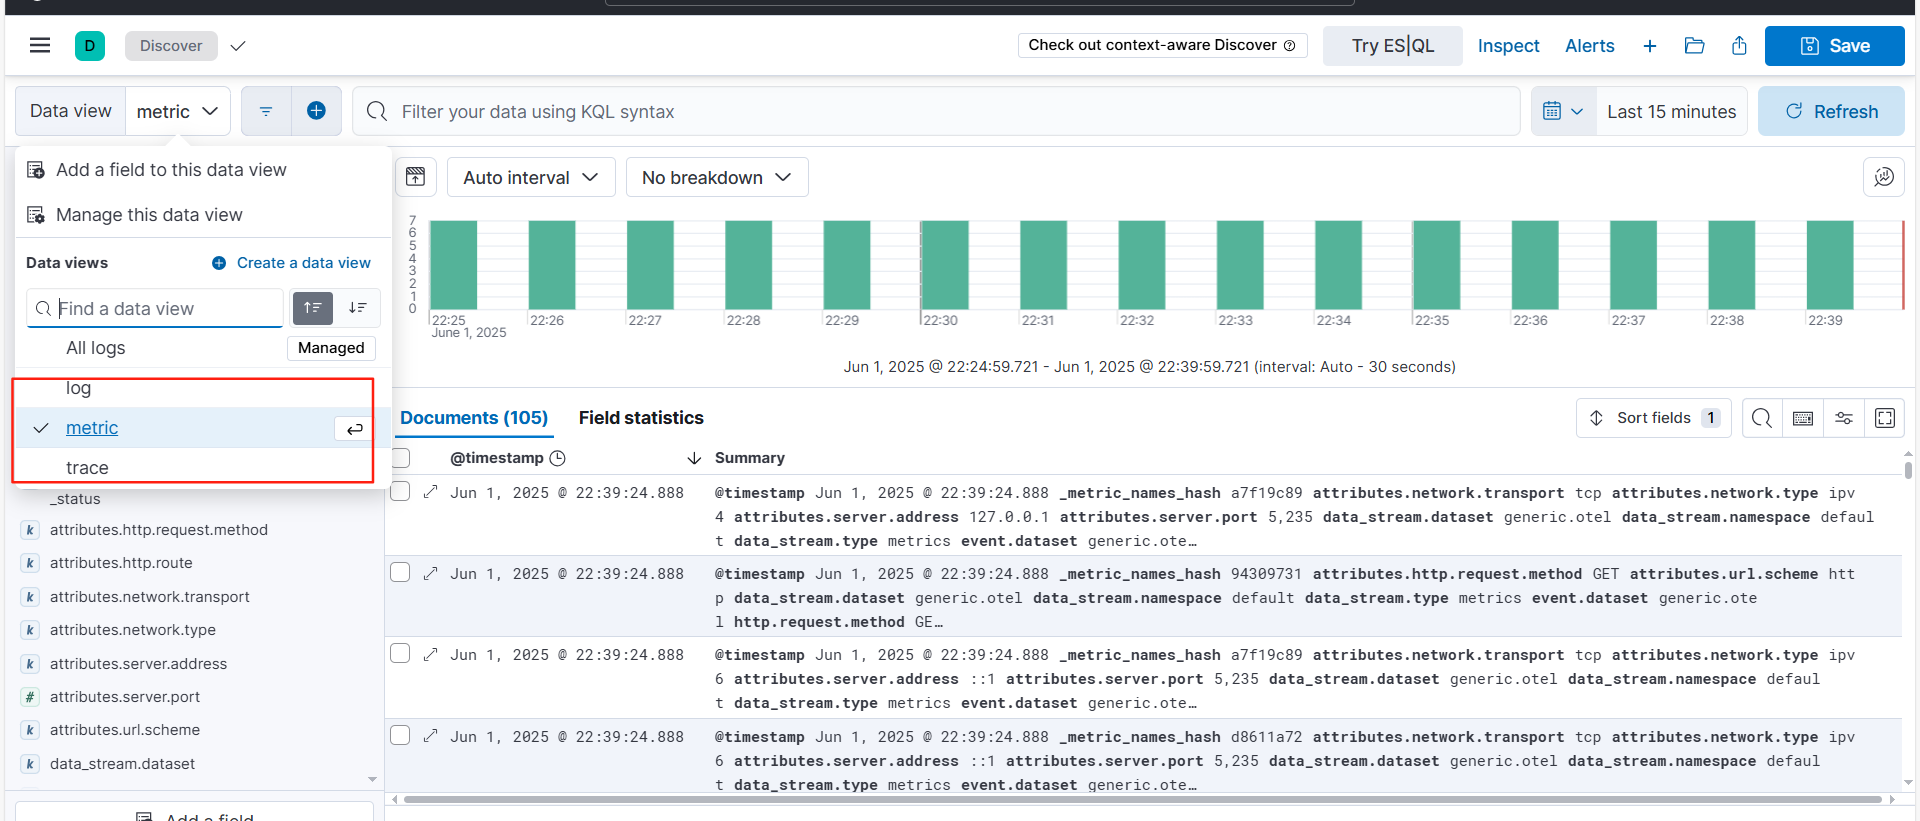 D
Discover
Check out context-aware Discover
Try ES|QL
Inspect
Alerts
Save
Data view
metric
Filter your data using KQL syntax
Last 15 minutes
Refresh
Add a field to this data view
Manage this data view
Data views
Create a data view
Find a data view
All logs
Managed
log
metric
trace
_status
k attributes.http.request.method
k attributes.http.route
k attributes.network.transport
k attributes.network.type
k attributes.server.address
# attributes.server.port
k attributes.url.scheme
k data_stream.dataset
Add a field
Auto interval
No breakdown
7
6
5
4
3
2
1
0
22:25 22:26 22:27 22:28 22:29 22:30 22:31 22:32 22:33 22:34 22:35 22:36 22:37 22:38 22:39
June 1, 2025
Jun 1, 2025 @ 22:24:59.721 - Jun 1, 2025 @ 22:39:59.721 (interval: Auto - 30 seconds)
Documents (105)
Field statistics
Sort fields 1
@timestamp
Summary
Jun 1, 2025 @ 22:39:24.888
@timestamp Jun 1, 2025 @ 22:39:24.888 _metric_names_hash a7f19c89 attributes.network.transport tcp attributes.network.type ipv
4 attributes.server.address 127.0.0.1 attributes.server.port 5,235 data_stream.dataset generic.otel data_stream.namespace defaul
t data_stream.type metrics event.dataset generic.ote…
Jun 1, 2025 @ 22:39:24.888
@timestamp Jun 1, 2025 @ 22:39:24.888 _metric_names_hash 94309731 attributes.http.request.method GET attributes.url.scheme htt
p data_stream.dataset generic.otel data_stream.namespace default data_stream.type metrics event.dataset generic.ote
l http.request.method GE…
Jun 1, 2025 @ 22:39:24.888
@timestamp Jun 1, 2025 @ 22:39:24.888 _metric_names_hash a7f19c89 attributes.network.transport tcp attributes.network.type ipv
6 attributes.server.address ::1 attributes.server.port 5,235 data_stream.dataset generic.otel data_stream.namespace defaul
t data_stream.type metrics event.dataset generic.ote…
Jun 1, 2025 @ 22:39:24.888
@timestamp Jun 1, 2025 @ 22:39:24.888 _metric_names_hash d8611a72 attributes.network.transport tcp attributes.network.type ipv
6 attributes.server.address ::1 attributes.server.port 5,235 data_stream.dataset generic.otel data_stream.namespace defaul
t data_stream.type metrics event.dataset generic.ote…